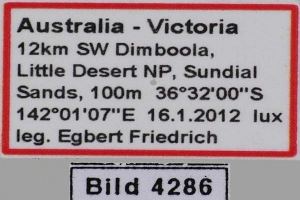 Australia - Victoria
12km SW Dimboola,
Little Desert NP, Sundial
Sands, 100m 36°32'00"S
142°01'07"E 16.1.2012 lux
leg. Egbert Friedrich
Bild 4286